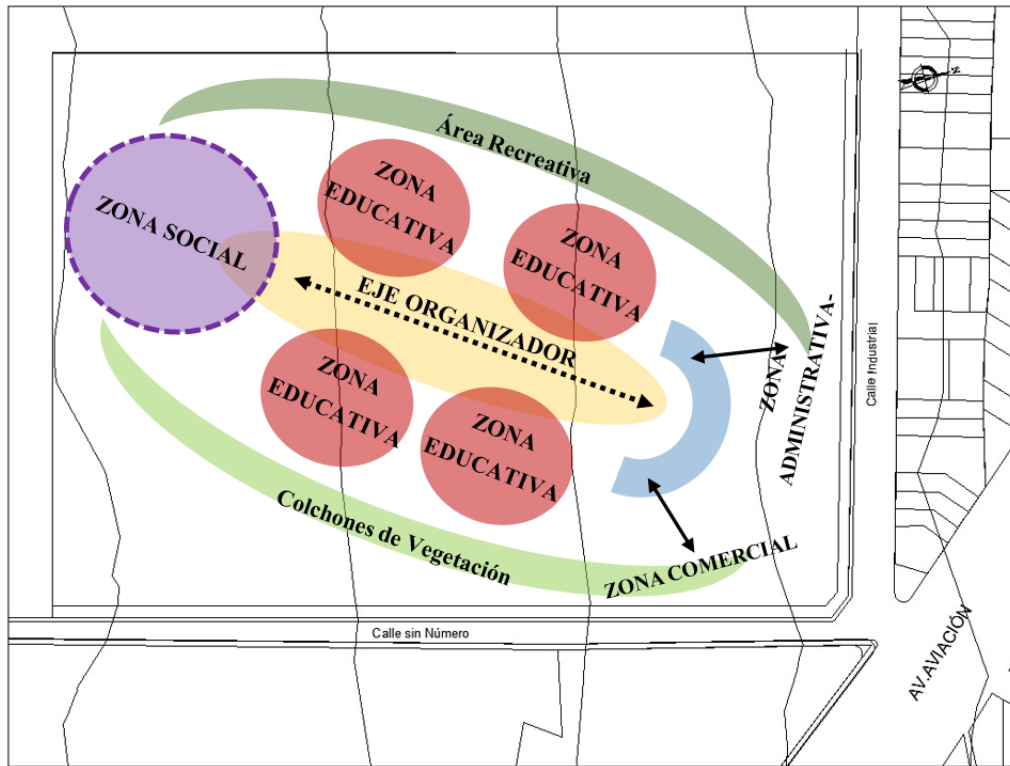 N
Área Recreativa
ZONA
EDUCATIVA
ZONA
EDUCATIVA
ZONA SOCIAL
EJE ORGANIZADOR
ZONA
EDUCATIVA
ZONA
EDUCATIVA
ZONA
ADMINISTRATIVA-
Calle Industrial
Colchones de Vegetación
ZONA COMERCIAL
Calle sin Número
AV.AVIACIÓN